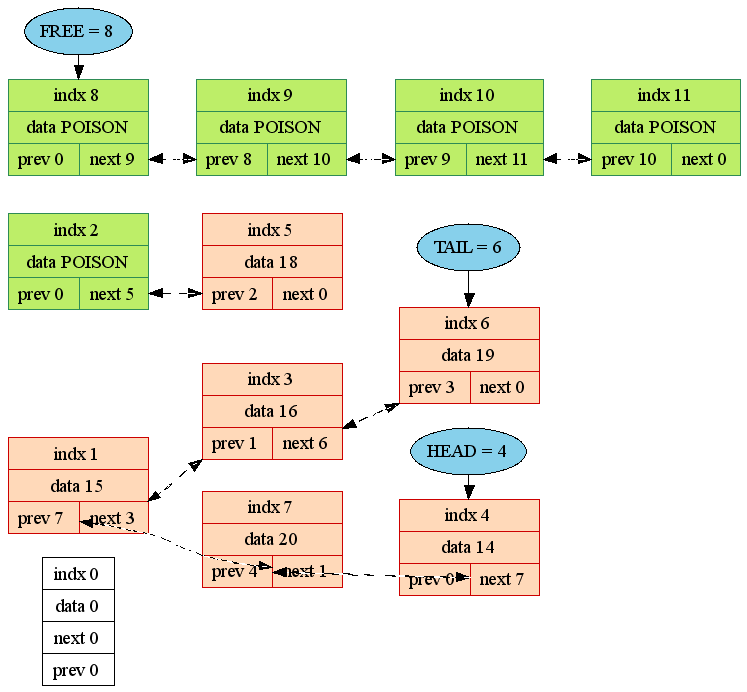 FREE = 8
indx 8
data POISON
prev 0 next 9
indx 9
data POISON
prev 8 next 10
indx 10
data POISON
prev 9 next 11
indx 11
data POISON
prev 10 next 0
indx 2
data POISON
prev 0 next 5
indx 5
data 18
prev 2 next 0
TAIL = 6
indx 6
data 19
prev 3 next 0
indx 3
data 16
prev 1 next 6
HEAD = 4
indx 1
data 15
prev 7 next 3
indx 7
data 20
prev 4 next 1
indx 4
data 14
prev 0 next 7
indx 0
data 0
next 0
prev 0